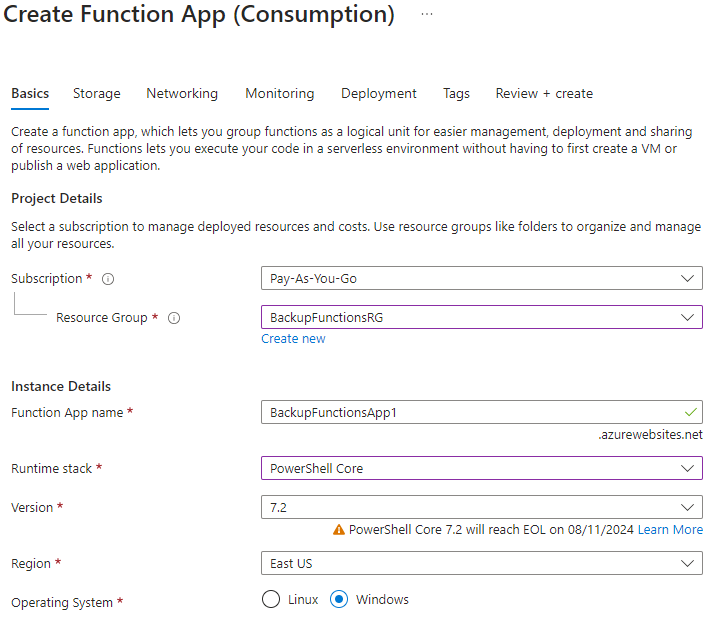 Create Function App (Consumption) ...
Basics Storage Networking Monitoring Deployment Tags Review + create
Create a function app, which lets you group functions as a logical unit for easier management, deployment and sharing
of resources. Functions lets you execute your code in a serverless environment without having to first create a VM or
publish a web application.
Project Details
Select a subscription to manage deployed resources and costs. Use resource groups like folders to organize and manage
all your resources.
Subscription * Pay-As-You-Go
Resource Group * BackupFunctionsRG
Create new
Instance Details
Function App name * BackupFunctionsApp1
.azurewebsites.net
Runtime stack * PowerShell Core
Version * 7.2
PowerShell Core 7.2 will reach EOL on 08/11/2024 Learn More
Region * East US
Operating System * Linux Windows